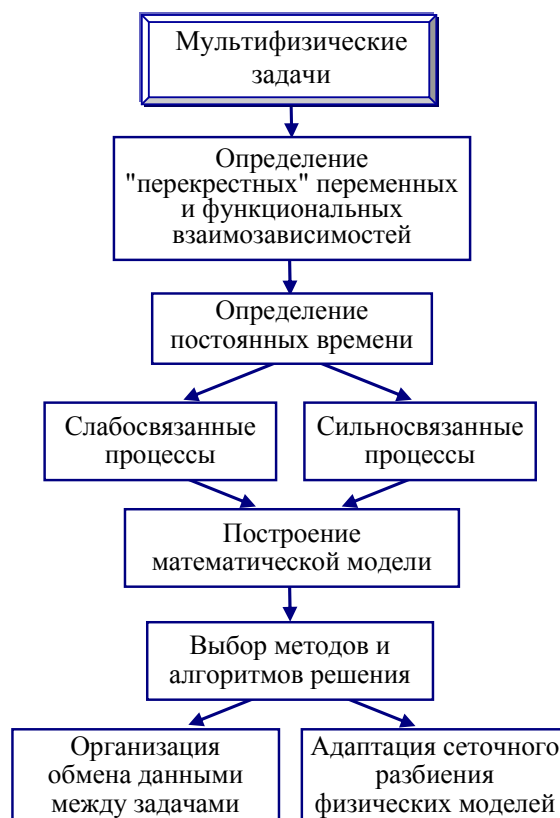 Мультифизические
задачи
Определение
"перекрестных" переменных
и функциональных
взаимозависимостей
Определение
постоянных времени
Слабосвязанные
процессы
Сильносвязанные
процессы
Построение
математической модели
Выбор методов и
алгоритмов решения
Организация
обмена данными
между задачами
Адаптация сеточного
разбиения
физических моделей